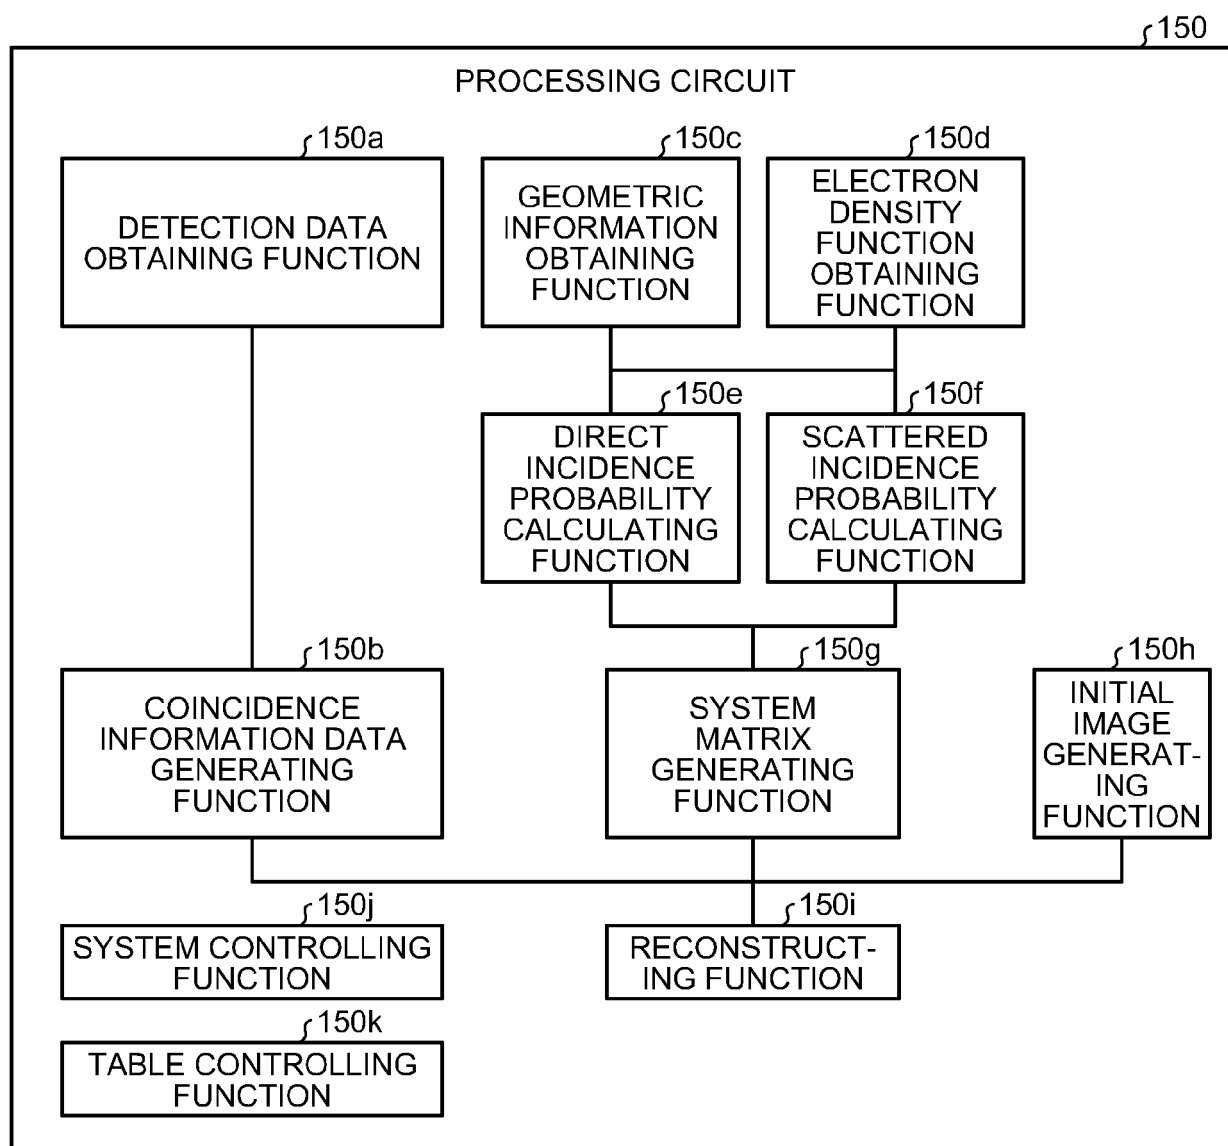 150
PROCESSING CIRCUIT
150a
DETECTION DATA
OBTAINING FUNCTION
150c
GEOMETRIC
INFORMATION
OBTAINING
FUNCTION
150d
ELECTRON
DENSITY
FUNCTION
OBTAINING
FUNCTION
150e
DIRECT
INCIDENCE
PROBABILITY
CALCULATING
FUNCTION
150f
SCATTERED
INCIDENCE
PROBABILITY
CALCULATING
FUNCTION
150b
COINCIDENCE
INFORMATION DATA
GENERATING
FUNCTION
150g
SYSTEM
MATRIX
GENERATING
FUNCTION
150h
INITIAL
IMAGE
GENERAT-
ING
FUNCTION
150j
SYSTEM CONTROLLING
FUNCTION
150i
RECONSTRUCT-
ING FUNCTION
150k
TABLE CONTROLLING
FUNCTION